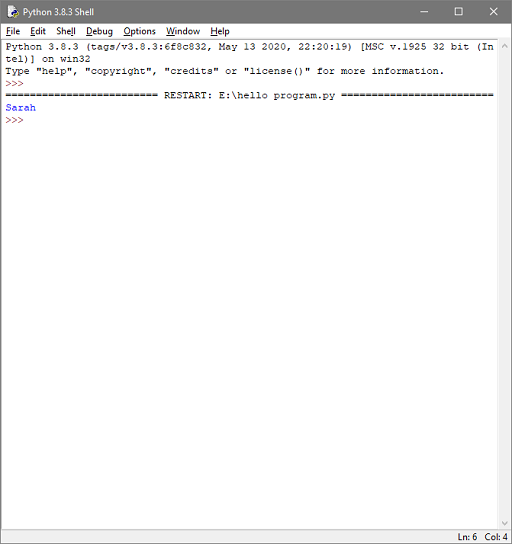 Python 3.8.3 Shell
File Edit Shell Debug Options Window Help
Python 3.8.3 (tags/v3.8.3:6f8c832, May 13 2020, 22:20:19) [MSC v.1925 32 bit (In
tel)] on win32
Type "help", "copyright", "credits" or "license()" for more information.
>>>
========================= RESTART: E:\hello program.py =========================
Sarah
>>>
Ln: 6 Col: 4